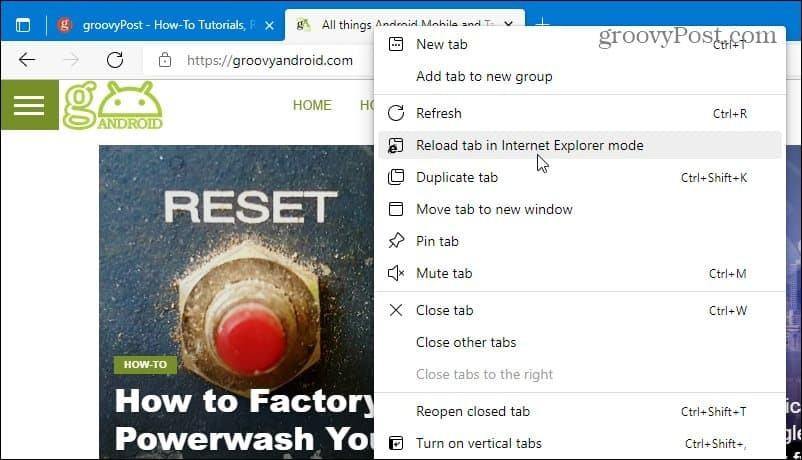 groovyPost - How-To Tutorials, R
All things Android Mobile and Ta
groovyPost.com
https://groovyandroid.com
New tab Ctrl+T
Add tab to new group
Refresh Ctrl+R
Reload tab in Internet Explorer mode
Duplicate tab Ctrl+Shift+K
Move tab to new window
Pin tab
Mute tab Ctrl+M
Close tab Ctrl+W
Close other tabs
Close tabs to the right
Reopen closed tab Ctrl+Shift+T
Turn on vertical tabs Ctrl+Shift+,
g
ANDROID
HOME
HO
RESET
HOW-TO
How to Factory
Powerwash You